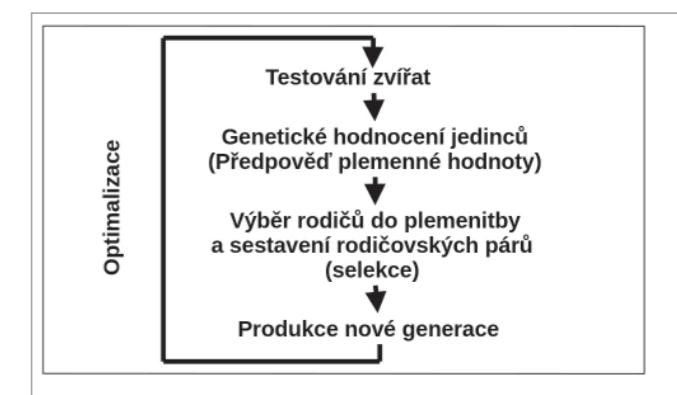 Optimalizace
Testování zvířat
Genetické hodnocení jedinců
(Předpověď plemenné hodnoty)
Výběr rodičů do plemenitby
a sestavení rodičovských párů
(selekce)
Produkce nové generace